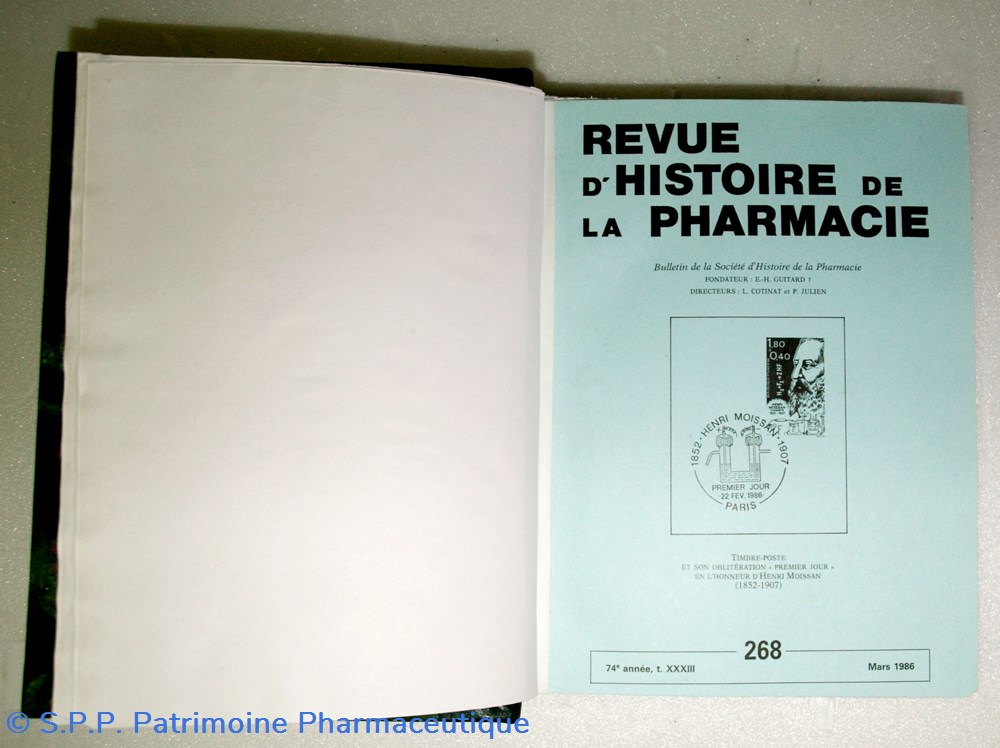 REVUE
D'HISTOIRE DE
LA PHARMACIE
Bulletin de la Société d'Histoire de la Pharmacie
FONDATEUR : E.-H. GUITARD †
DIRECTEURS : L. COTINAT et P. JULIEN
1,80
0,40
HENRI
MOISSAN
1852 - HENRI MOISSAN - 1907
PREMIER JOUR
22 FEV. 1986
PARIS
TIMBRE-POSTE
ET SON OBLITÉRATION « PREMIER JOUR »
EN L'HONNEUR D'HENRI MOISSAN
(1852-1907)
268
74e année, t. XXXIII
Mars 1986
© S.P.P. Patrimoine Pharmaceutique